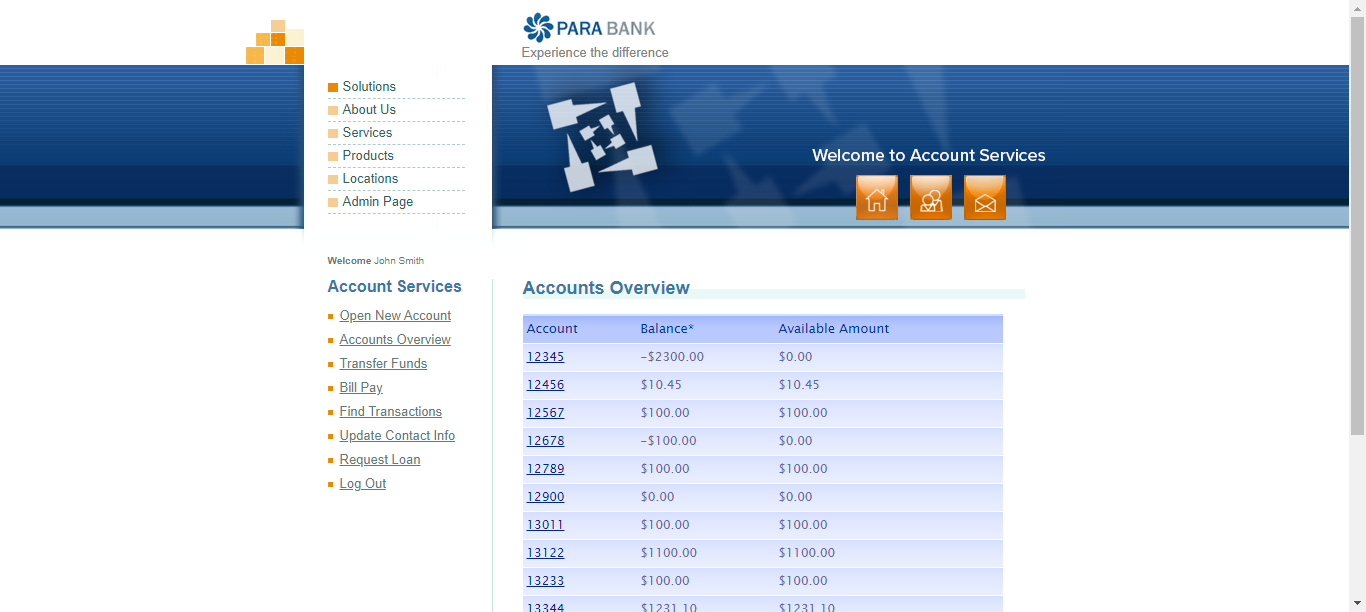 PARA BANK
Experience the difference
Solutions
About Us
Services
Products
Locations
Admin Page
Welcome to Account Services
Welcome John Smith
Account Services
Open New Account
Accounts Overview
Transfer Funds
Bill Pay
Find Transactions
Update Contact Info
Request Loan
Log Out
Accounts Overview
Account Balance* Available Amount
12345 -$2300.00 $0.00
12456 $10.45 $10.45
12567 $100.00 $100.00
12678 -$100.00 $0.00
12789 $100.00 $100.00
12900 $0.00 $0.00
13011 $100.00 $100.00
13122 $1100.00 $1100.00
13233 $100.00 $100.00
13344 $1231.10 $1231.10